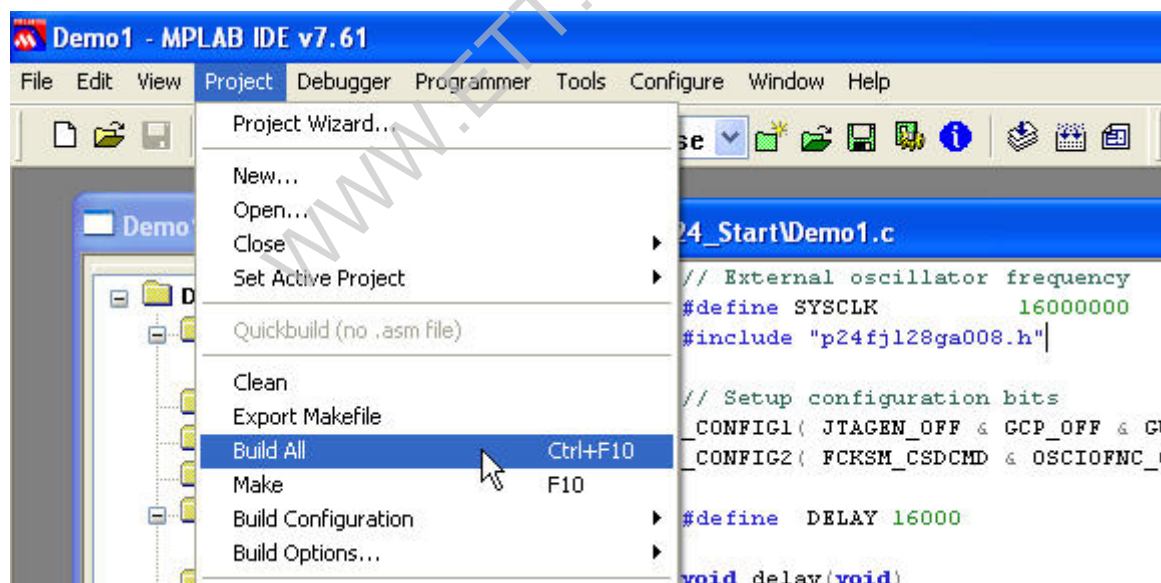 Demo1 - MPLAB IDE v7.61
File Edit View Project Debugger Programmer Tools Configure Window Help
Project Wizard...
New...
Open...
Close
Set Active Project
Quickbuild (no .asm file)
Clean
Export Makefile
Build All Ctrl+F10
Make F10
Build Configuration
Build Options...
24_Start\Demo1.c
// External oscillator frequency
#define SYSCLK 16000000
#include "p24fj128ga008.h"
// Setup configuration bits
_CONFIG1( JTAGEN_OFF & GCP_OFF &
_CONFIG2( FCKSM_CSDCMD & OSCIOFNC_
#define DELAY 16000
void delay(void)
WWW.ETT.